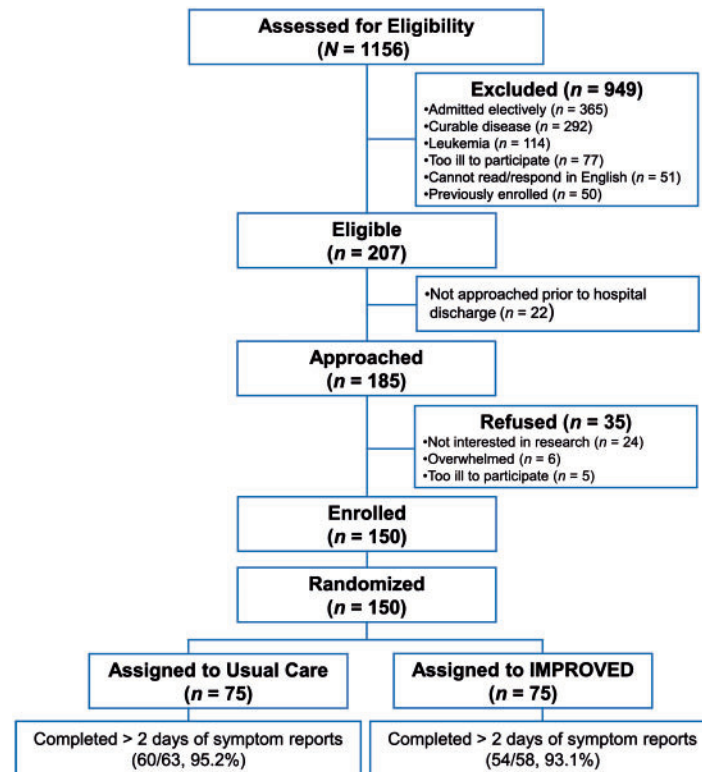 Assessed for Eligibility
(N = 1156)
Excluded (n = 949)
•Admitted electively (n = 365)
•Curable disease (n = 292)
•Leukemia (n = 114)
•Too ill to participate (n = 77)
•Cannot read/respond in English (n = 51)
•Previously enrolled (n = 50)
Eligible
(n = 207)
•Not approached prior to hospital
discharge (n = 22)
Approached
(n = 185)
Refused (n = 35)
•Not interested in research (n = 24)
•Overwhelmed (n = 6)
•Too ill to participate (n = 5)
Enrolled
(n = 150)
Randomized
(n = 150)
Assigned to Usual Care
(n = 75)
Assigned to IMPROVED
(n = 75)
Completed > 2 days of symptom reports
(60/63, 95.2%)
Completed > 2 days of symptom reports
(54/58, 93.1%)